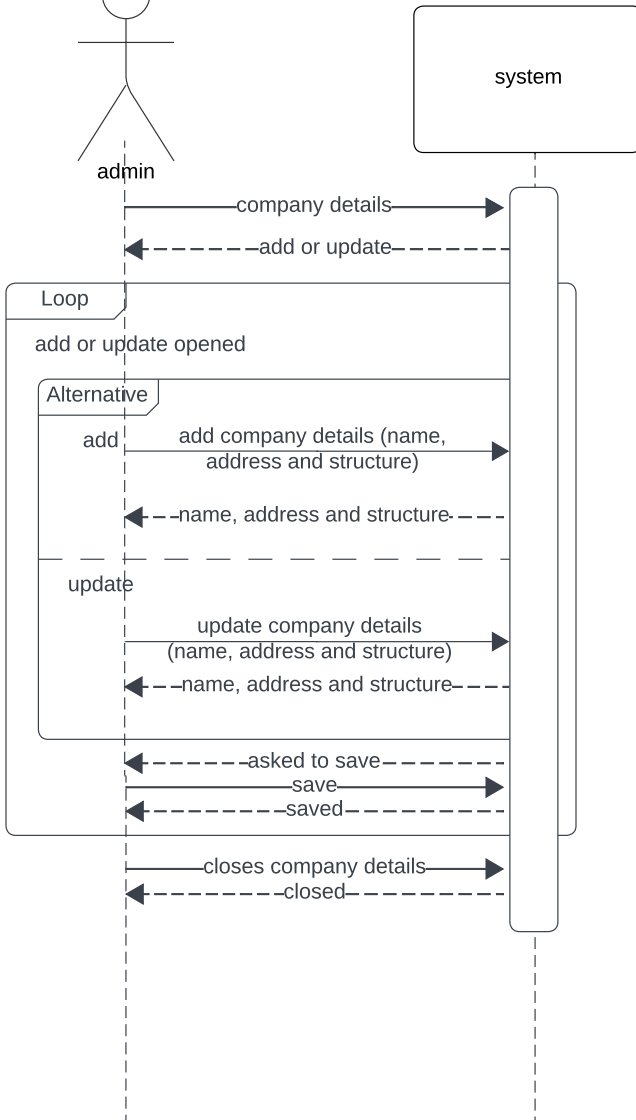 system
admin
company details
add or update
Loop
add or update opened
Alternative
add
add company details (name,
address and structure)
name, address and structure
update
update company details
(name, address and structure)
name, address and structure
asked to save
save
saved
closes company details
closed